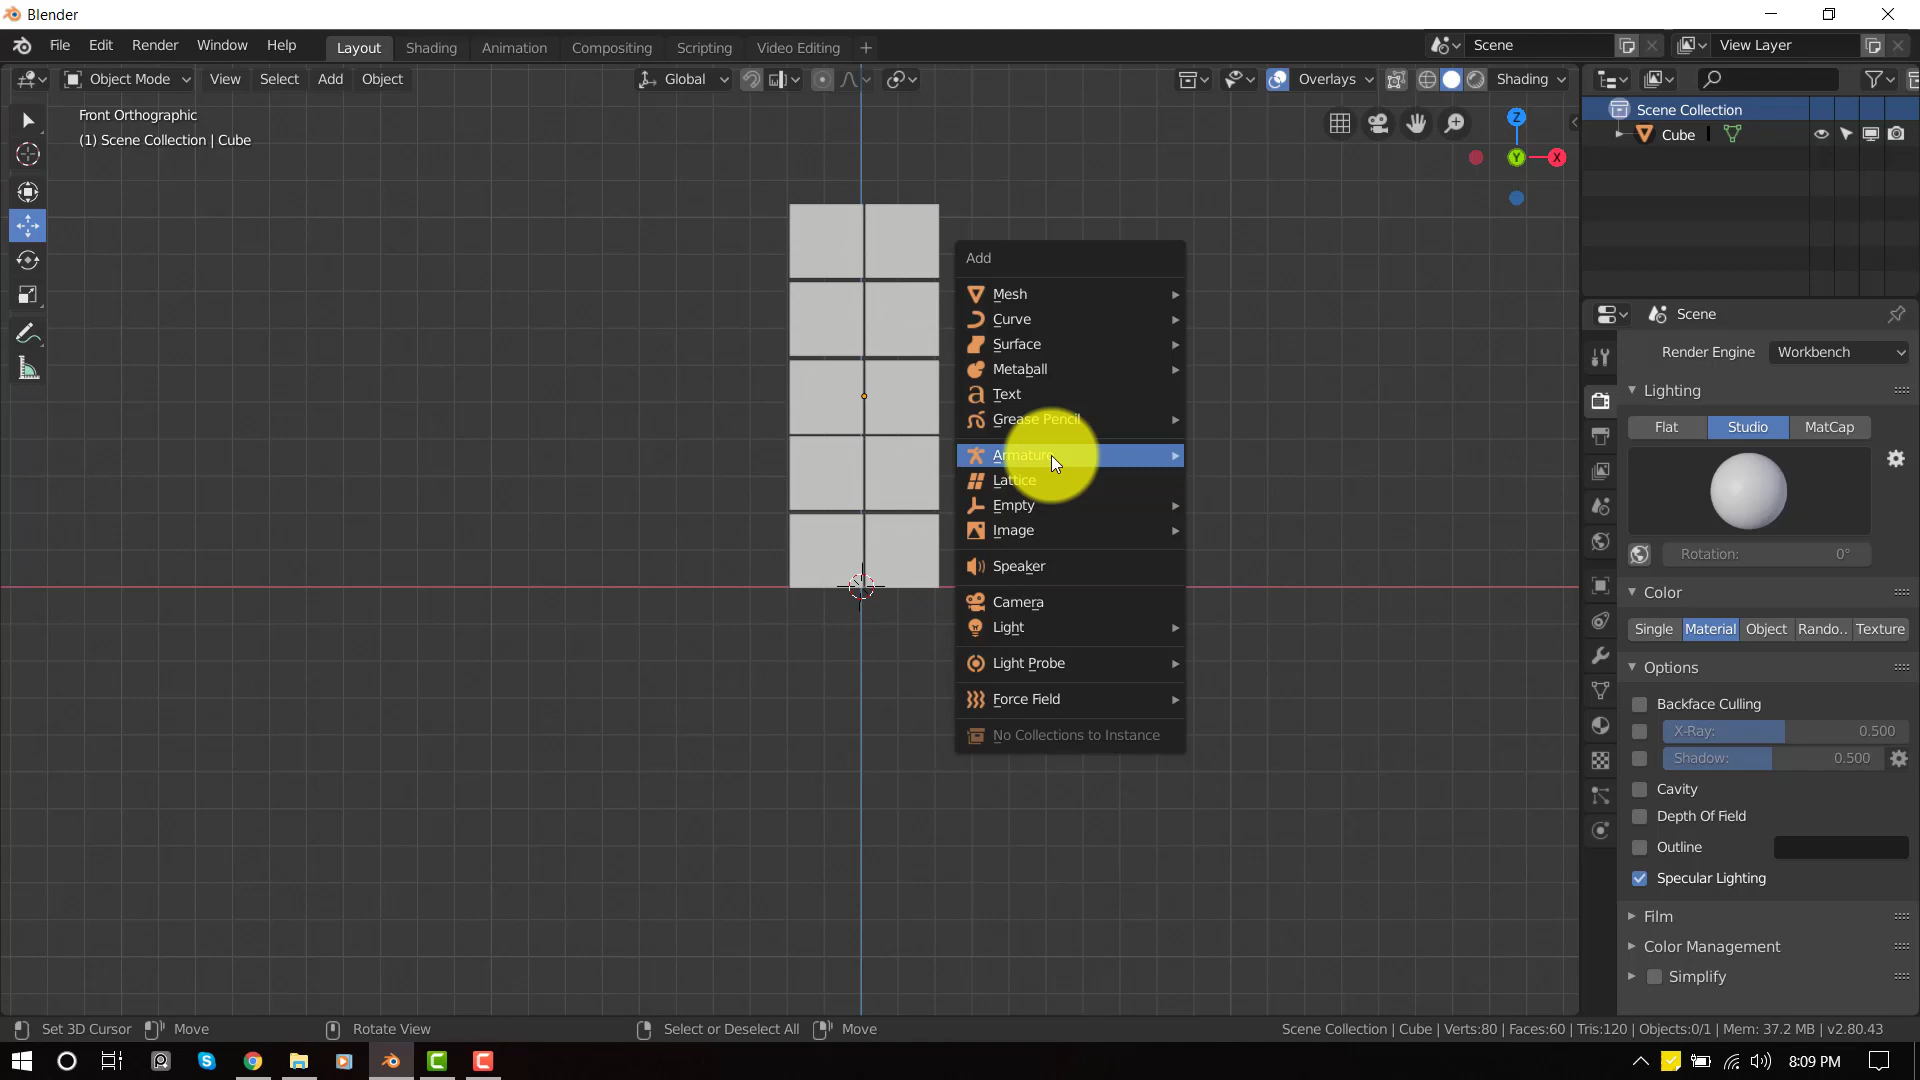 Blender
File Edit Render Window Help Layout Shading Animation Compositing Scripting Video Editing + Scene View Layer
Object Mode View Select Add Object Global Overlays Shading
Front Orthographic
(1) Scene Collection | Cube
Z
Y
X
Add
Mesh
Curve
Surface
Metaball
Text
Grease Pencil
Armature
Lattice
Empty
Image
Speaker
Camera
Light
Light Probe
Force Field
No Collections to Instance
Scene Collection
Cube
Scene
Render Engine Workbench
Lighting
Flat Studio MatCap
Rotation: 0°
Color
Single Material Object Rando.. Texture
Options
Backface Culling
X-Ray: 0.500
Shadow: 0.500
Cavity
Depth Of Field
Outline
Specular Lighting
Film
Color Management
Simplify
Set 3D Cursor Move Rotate View Select or Deselect All Move Scene Collection | Cube | Verts:80 | Faces:60 | Tris:120 | Objects:0/1 | Mem: 37.2 MB | v2.80.43
8:09 PM